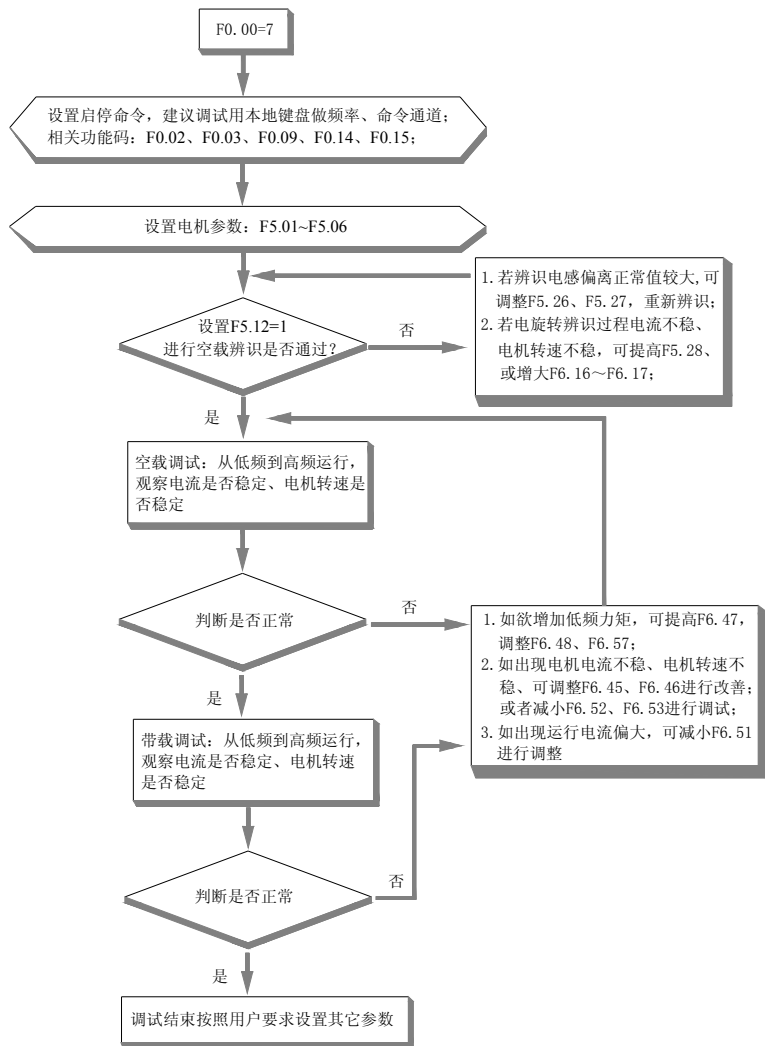 F0.00=7
设置启停命令，建议调试用本地键盘做频率、命令通道；
相关功能码：F0.02、F0.03、F0.09、F0.14、F0.15；
设置电机参数：F5.01~F5.06
1. 若辨识电感偏离正常值较大,可
调整F5.26、F5.27，重新辨识；
2. 若电旋转辨识过程电流不稳、
电机转速不稳，可提高F5.28、
或增大F6.16～F6.17；
设置F5.12=1
进行空载辨识是否通过？
否
是
空载调试：从低频到高频运行，
观察电流是否稳定、电机转速是
否稳定
判断是否正常
否
1. 如欲增加低频力矩，可提高F6.47，
调整F6.48、F6.57；
2. 如出现电机电流不稳、电机转速不
稳、可调整F6.45、F6.46进行改善；
或者减小F6.52、F6.53进行调试；
3. 如出现运行电流偏大，可减小F6.51
进行调整
是
带载调试：从低频到高频运行，
观察电流是否稳定、电机转速
是否稳定
判断是否正常
否
是
调试结束按照用户要求设置其它参数